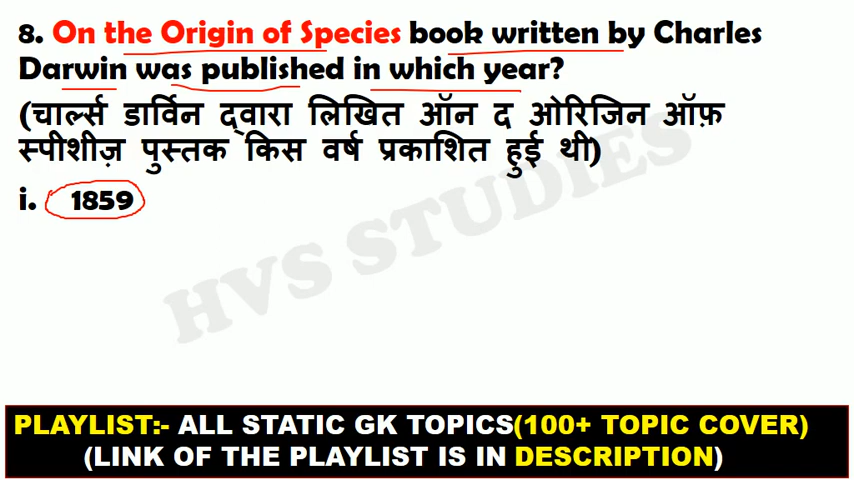 8. On the Origin of Species book written by Charles
Darwin was published in which year?
(चार्ल्स डार्विन द्वारा लिखित ऑन द ओरिजिन ऑफ़
स्पीशीज़ पुस्तक किस वर्ष प्रकाशित हुई थी)
i. 1859
HVS STUDIES
PLAYLIST:- ALL STATIC GK TOPICS(100+ TOPIC COVER)
(LINK OF THE PLAYLIST IS IN DESCRIPTION)